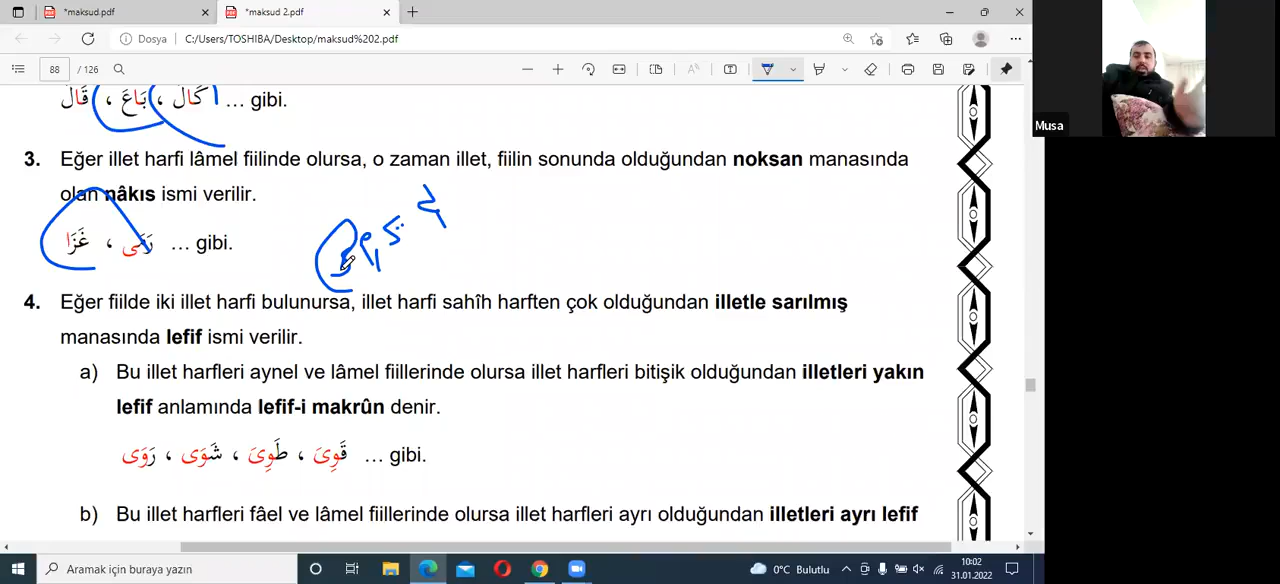 *maksud.pdf
*maksud 2.pdf
Dosya C:/Users/TOSHIBA/Desktop/maksud%202.pdf
88 / 126
Musa
كَالَ ، بَاعَ ، قَالَ … gibi.
3. Eğer illet harfi lâmel fiilinde olursa, o zaman illet, fiilin sonunda olduğundan noksan manasında
olan nâkıs ismi verilir.
رَمَى ، غَزَا … gibi.
4. Eğer fiilde iki illet harfi bulunursa, illet harfi sahîh harften çok olduğundan illetle sarılmış
manasında lefif ismi verilir.
a) Bu illet harfleri aynel ve lâmel fiillerinde olursa illet harfleri bitişik olduğundan illetleri yakın
lefif anlamında lefif-i makrûn denir.
قَوِىَ ، طَوِىَ ، شَوَى ، رَوَى … gibi.
b) Bu illet harfleri fâel ve lâmel fiillerinde olursa illet harfleri ayrı olduğundan illetleri ayrı lefif
Aramak için buraya yazın
0°C Bulutlu
10:02
31.01.2022